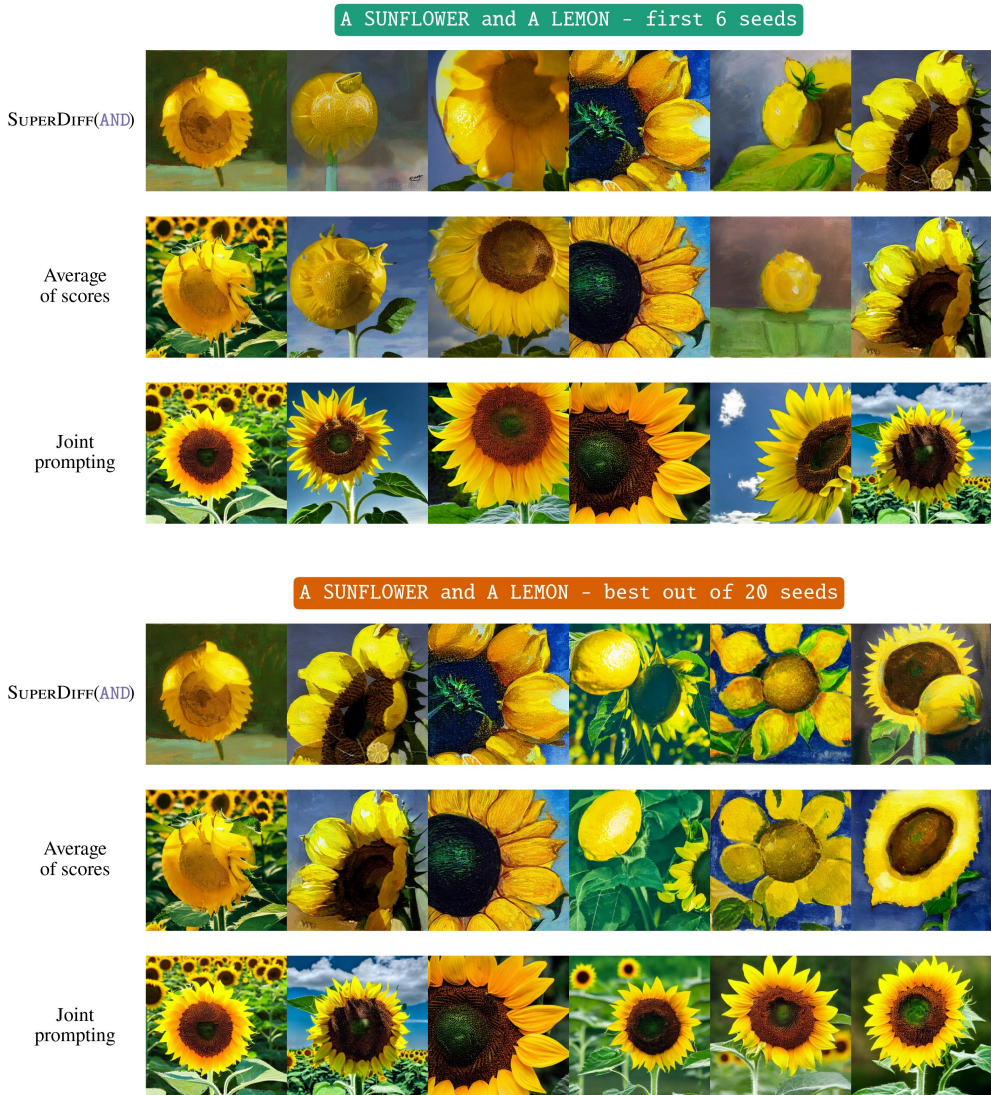 A SUNFLOWER and A LEMON - first 6 seeds
SUPERDIFF(AND)
Average
of scores
Joint
prompting
A SUNFLOWER and A LEMON - best out of 20 seeds
SUPERDIFF(AND)
Average
of scores
Joint
prompting